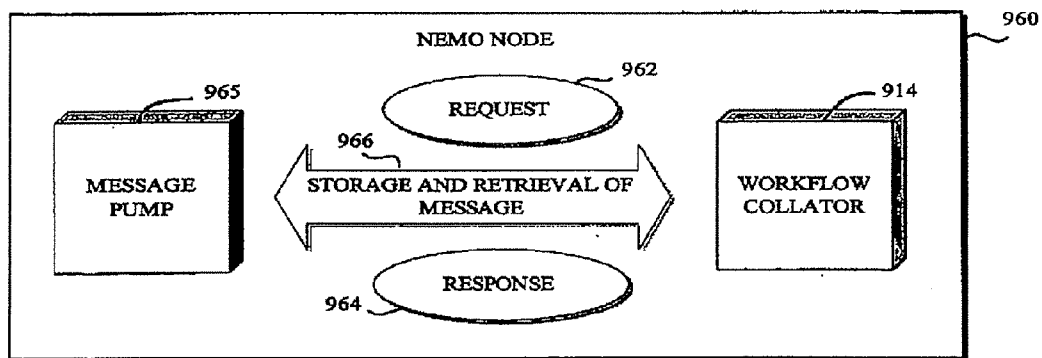 960
NEMO NODE
962
965
REQUEST
914
966
MESSAGE
PUMP
STORAGE AND RETRIEVAL OF
MESSAGE
WORKFLOW
COLLATOR
RESPONSE
964